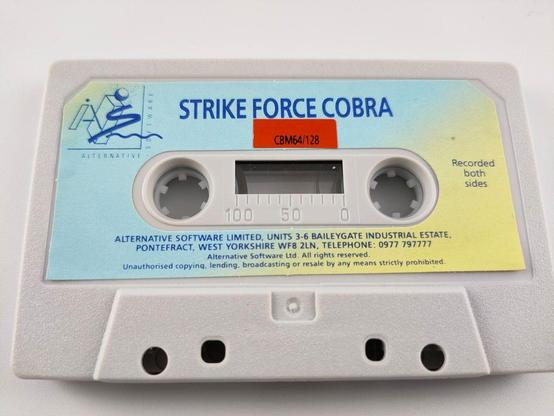 STRIKE FORCE COBRA
AS
ALTERNATIVE
SOFTWARE
CBM64/128
Recorded
both
sides
100 50 0
ALTERNATIVE SOFTWARE LIMITED, UNITS 3-6 BAILEYGATE INDUSTRIAL ESTATE,
PONTEFRACT, WEST YORKSHIRE WF8 2LN, TELEPHONE: 0977 797777
Alternative Software Ltd. All rights reserved.
Unauthorised copying, lending, broadcasting or resale by any means strictly prohibited.